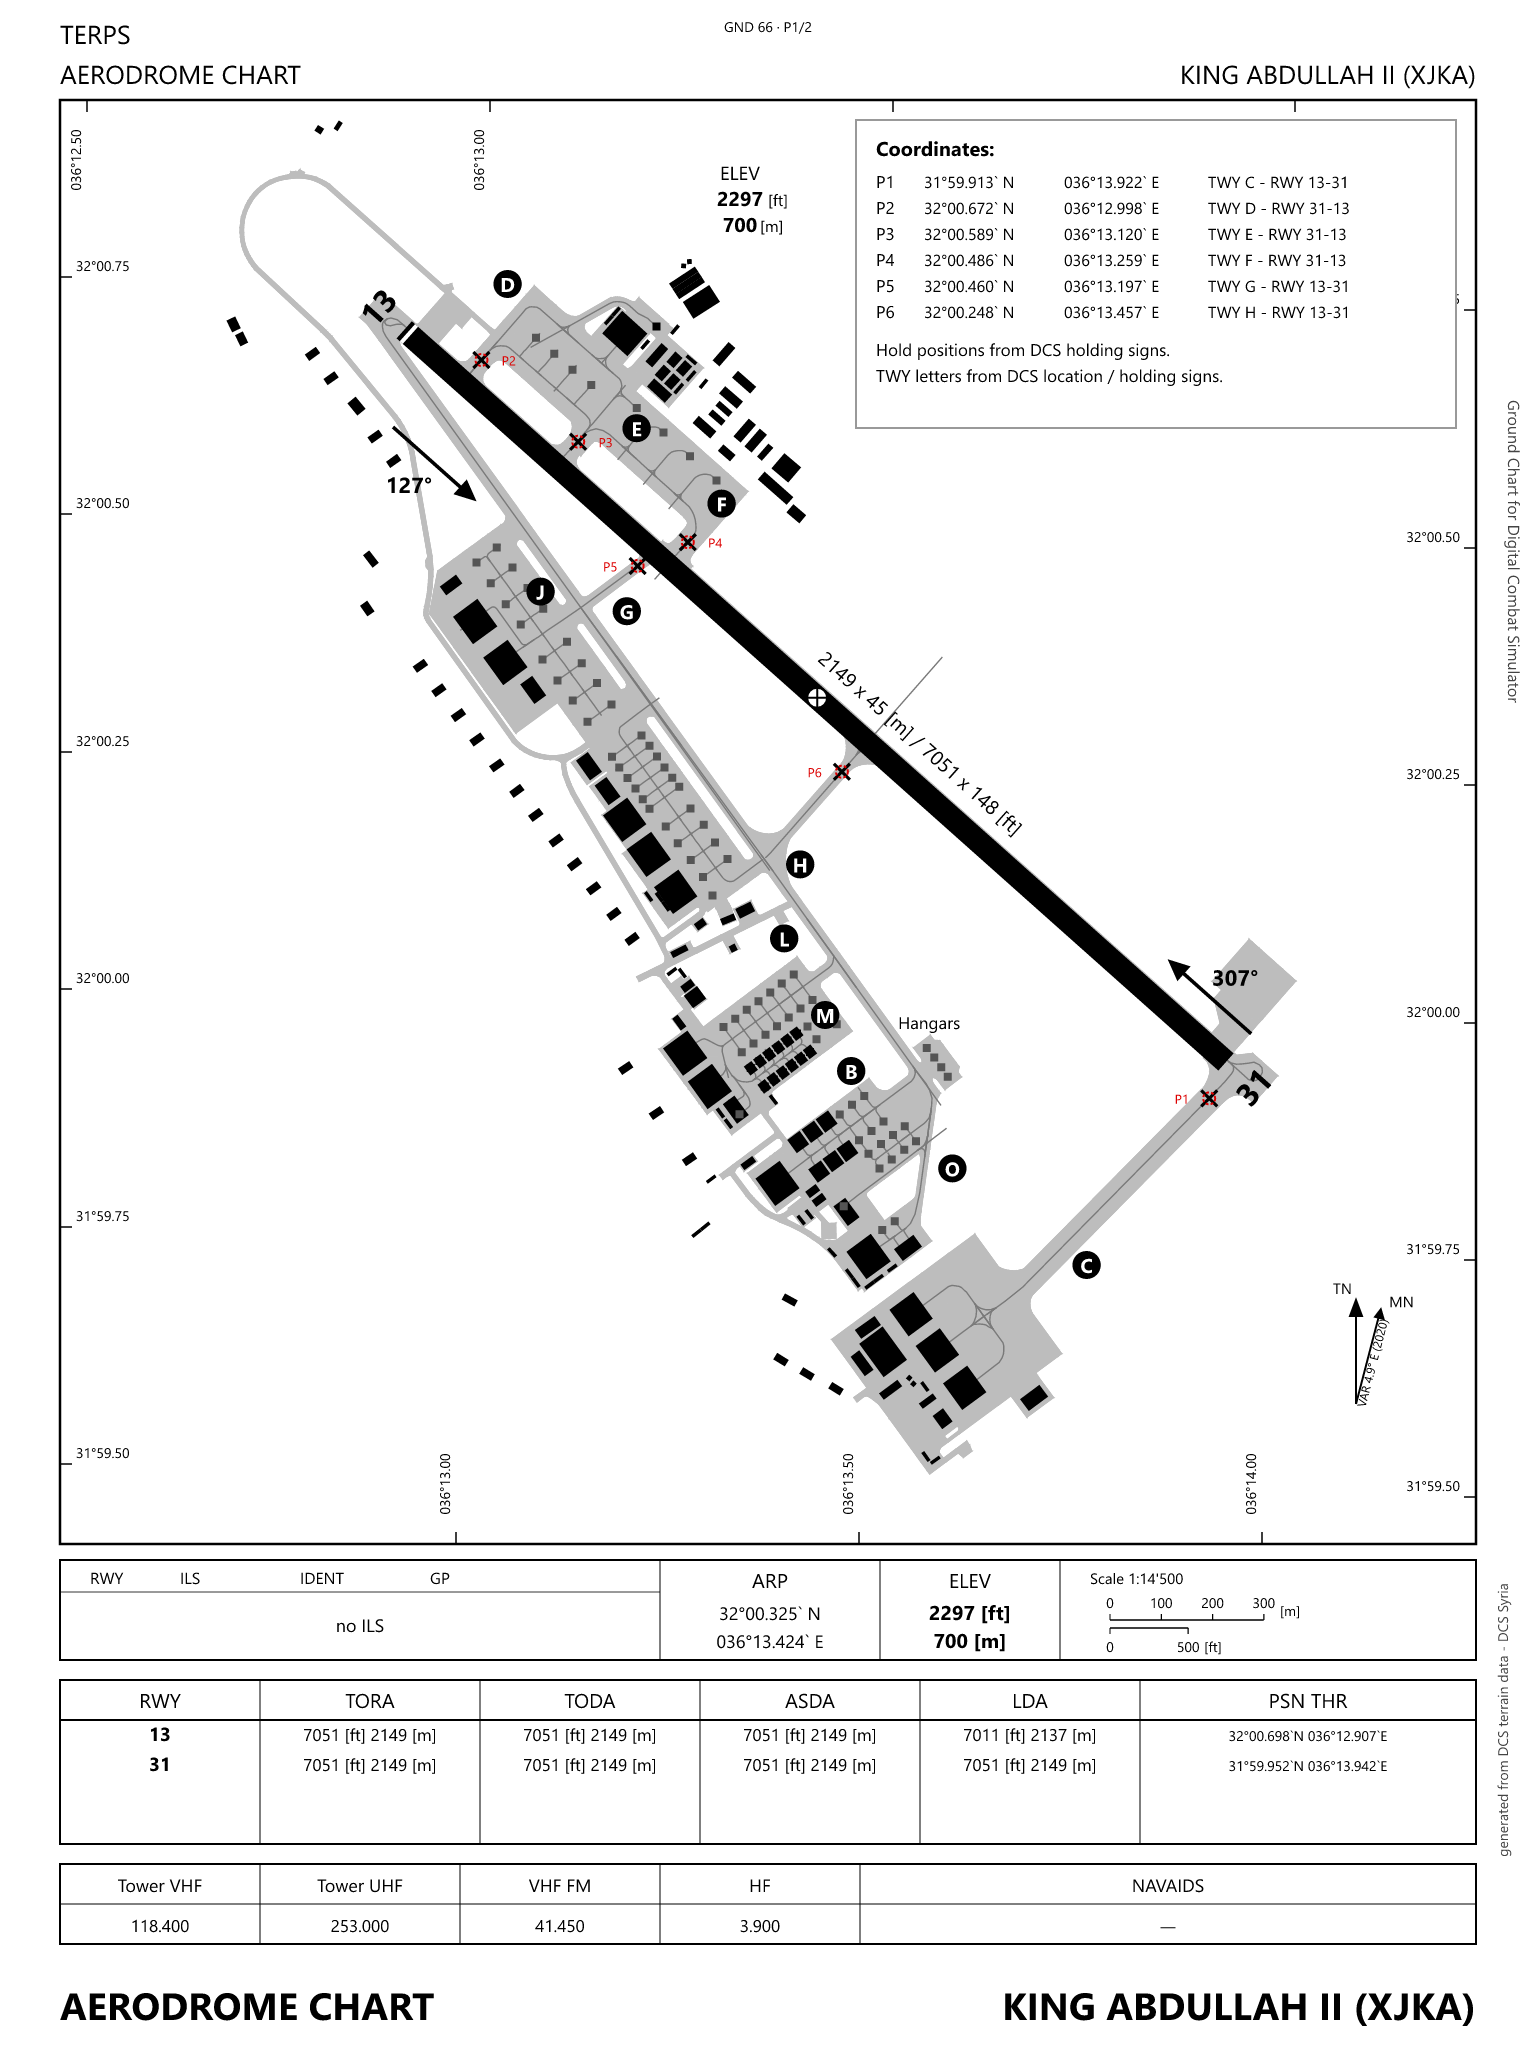 TERPS
GND 66 · P1/2
AERODROME CHART
KING ABDULLAH II (XJKA)
036°12.50
036°13.00
ELEV
2297 [ft]
700 [m]
Coordinates:
P1 31°59.913` N 036°13.922` E TWY C - RWY 13-31
P2 32°00.672` N 036°12.998` E TWY D - RWY 31-13
P3 32°00.589` N 036°13.120` E TWY E - RWY 31-13
P4 32°00.486` N 036°13.259` E TWY F - RWY 31-13
P5 32°00.460` N 036°13.197` E TWY G - RWY 13-31
P6 32°00.248` N 036°13.457` E TWY H - RWY 13-31
Hold positions from DCS holding signs.
TWY letters from DCS location / holding signs.
32°00.75
D
13
P2
E
P3
127°
32°00.50
F
P4
32°00.50
P5
J
G
2149 x 45 [m] / 7051 x 148 [ft]
32°00.25
P6
32°00.25
H
L
32°00.00
307°
M
Hangars
32°00.00
B
31
P1
O
31°59.75
31°59.75
C
TN
MN
VAR 4.9° E (2020)
31°59.50
31°59.50
036°13.00
036°13.50
036°14.00
Ground Chart for Digital Combat Simulator
RWY ILS IDENT GP
no ILS
ARP
32°00.325` N
036°13.424` E
ELEV
2297 [ft]
700 [m]
Scale 1:14'500
0 100 200 300 [m]
0 500 [ft]
generated from DCS terrain data - DCS Syria
RWY TORA TODA ASDA LDA PSN THR
13 7051 [ft] 2149 [m] 7051 [ft] 2149 [m] 7051 [ft] 2149 [m] 7011 [ft] 2137 [m] 32°00.698`N 036°12.907`E
31 7051 [ft] 2149 [m] 7051 [ft] 2149 [m] 7051 [ft] 2149 [m] 7051 [ft] 2149 [m] 31°59.952`N 036°13.942`E
Tower VHF Tower UHF VHF FM HF NAVAIDS
118.400 253.000 41.450 3.900 —
AERODROME CHART
KING ABDULLAH II (XJKA)